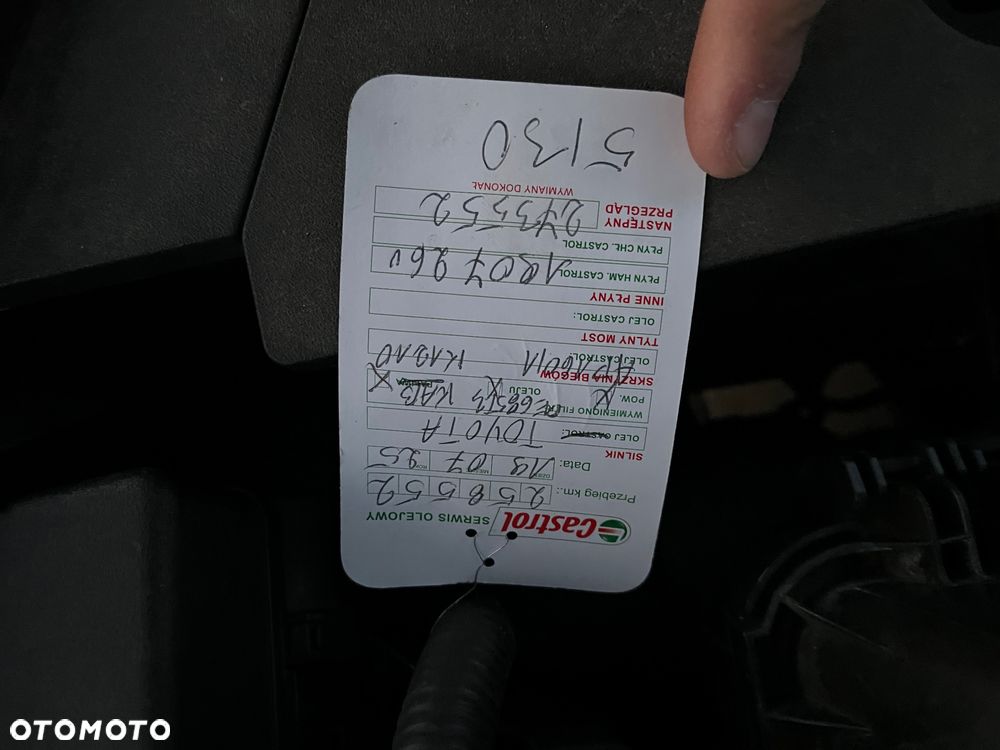 Castrol SERWIS OLEJOWY
Przebieg km.: 258552
Data: 19 07 25
SILNIK
OLEJ CASTROL: TOYOTA
WYMIENIONO FILTR
POW. X OLEJU X X
SKRZYNIA BIEGÓW
OLEJ CASTROL:
TYLNY MOST
OLEJ CASTROL:
INNE PŁYNY
PŁYN HAM. CASTROL
PŁYN CHŁ. CASTROL
NASTĘPNY
PRZEGLĄD 273552
WYMIANY DOKONAŁ
5130
OTOMOTO